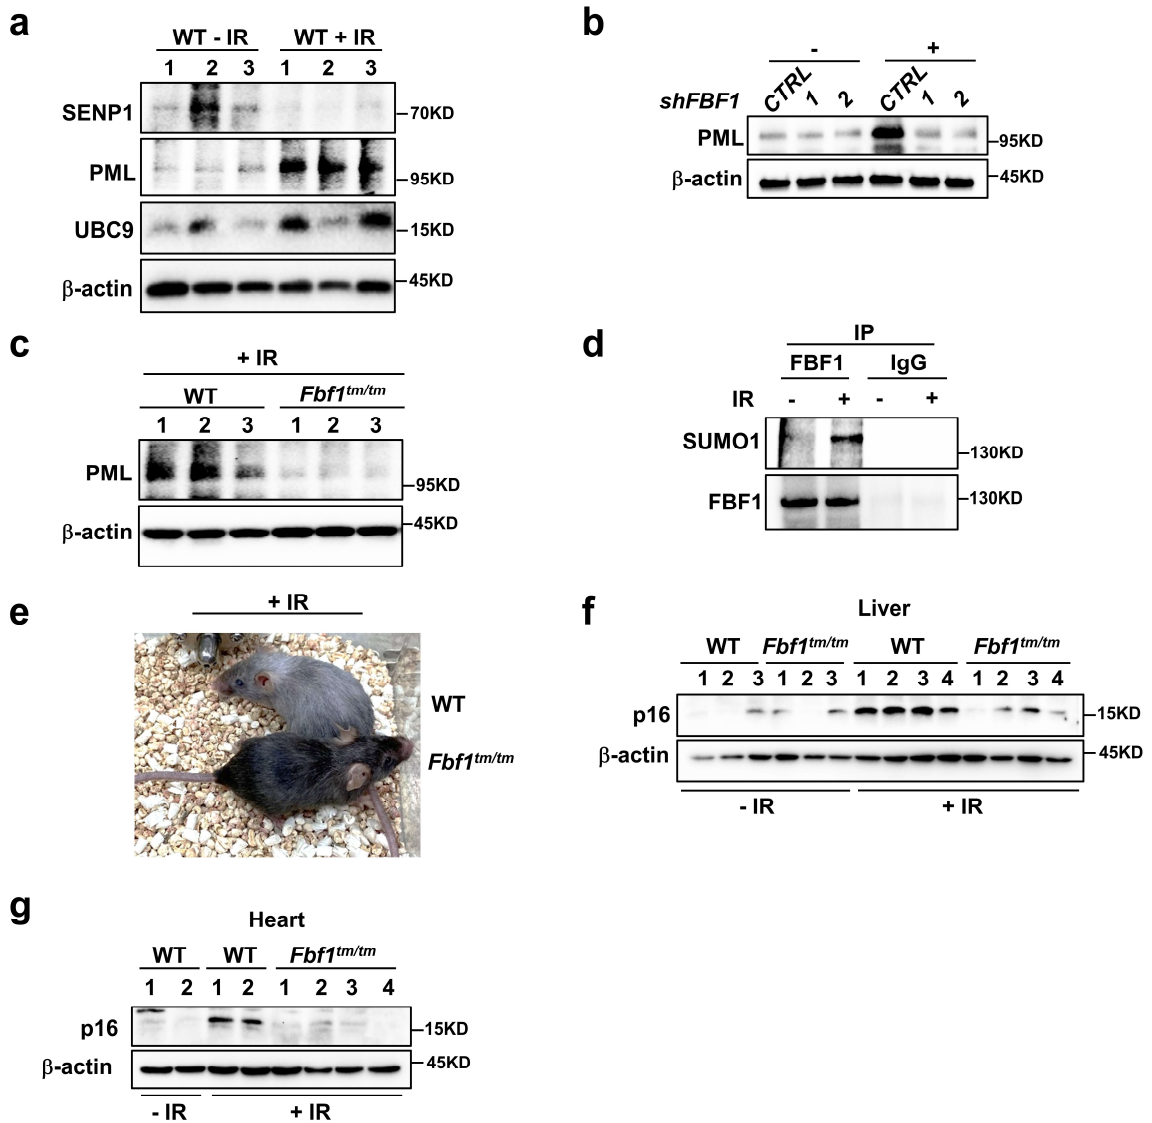 a
WT - IR WT + IR
1 2 3 1 2 3
SENP1 70KD
PML 95KD
UBC9 15KD
β-actin 45KD
b
- +
shFBF1 CTRL 1 2 CTRL 1 2
PML 95KD
β-actin 45KD
c
+ IR
WT Fbf1tm/tm
1 2 3 1 2 3
PML 95KD
β-actin 45KD
d
IP
FBF1 IgG
IR - + - +
SUMO1 130KD
FBF1 130KD
e
+ IR
WT
Fbf1tm/tm
f
Liver
WT Fbf1tm/tm WT Fbf1tm/tm
1 2 3 1 2 3 1 2 3 4 1 2 3 4
p16 15KD
β-actin 45KD
- IR + IR
g
Heart
WT WT Fbf1tm/tm
1 2 1 2 1 2 3 4
p16 15KD
β-actin 45KD
- IR + IR